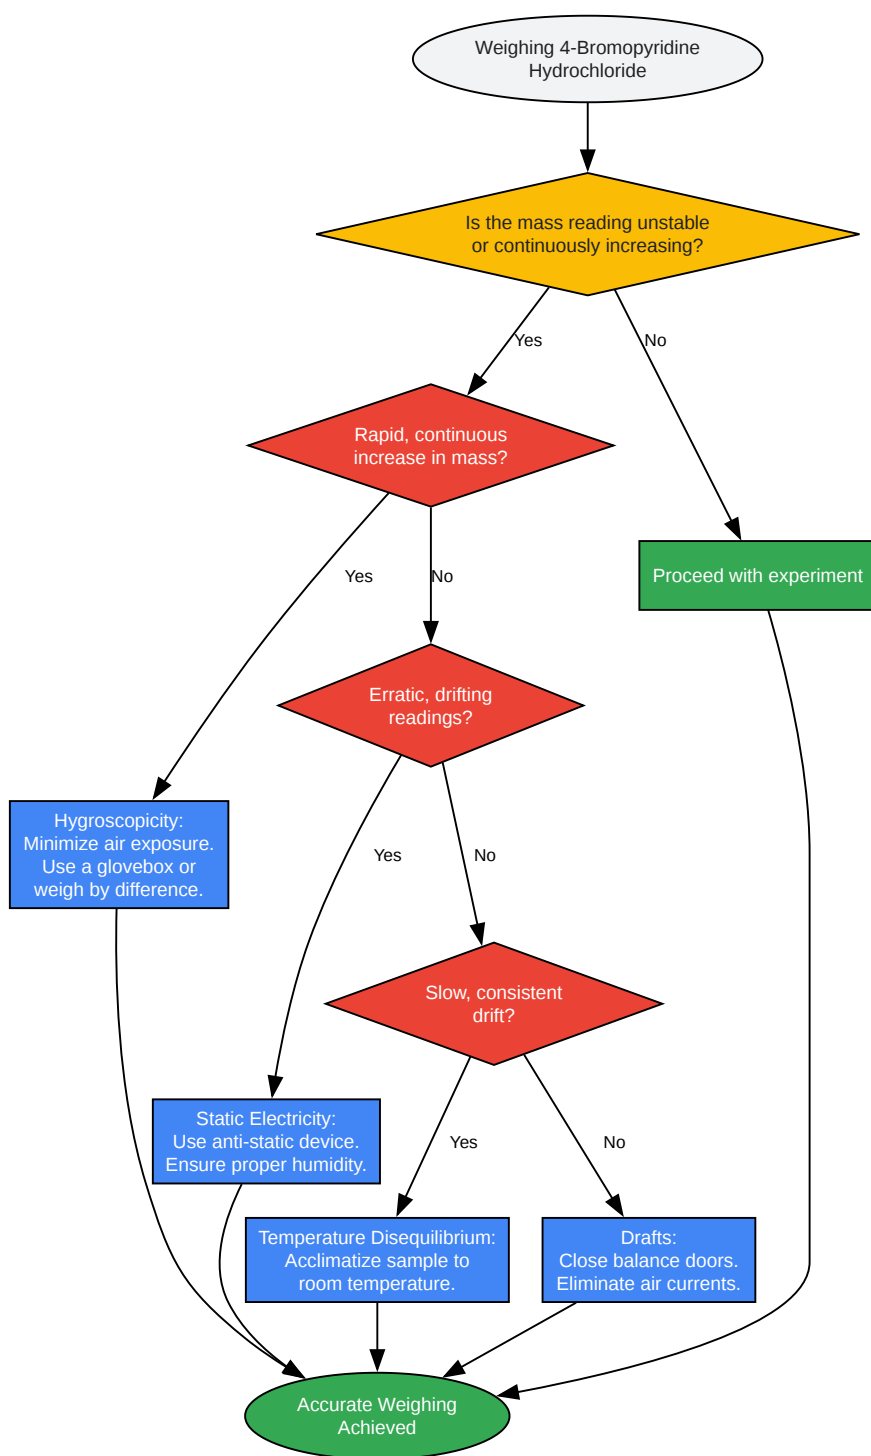 Weighing 4-Bromopyridine
Hydrochloride
Is the mass reading unstable
or continuously increasing?
Yes
No
Rapid, continuous
increase in mass?
Yes
No
Proceed with experiment
Erratic, drifting
readings?
Hygroscopicity:
Minimize air exposure.
Use a glovebox or
weigh by difference.
Yes
No
Slow, consistent
drift?
Static Electricity:
Use anti-static device.
Ensure proper humidity.
Yes
No
Temperature Disequilibrium:
Acclimatize sample to
room temperature.
Drafts:
Close balance doors.
Eliminate air currents.
Accurate Weighing
Achieved